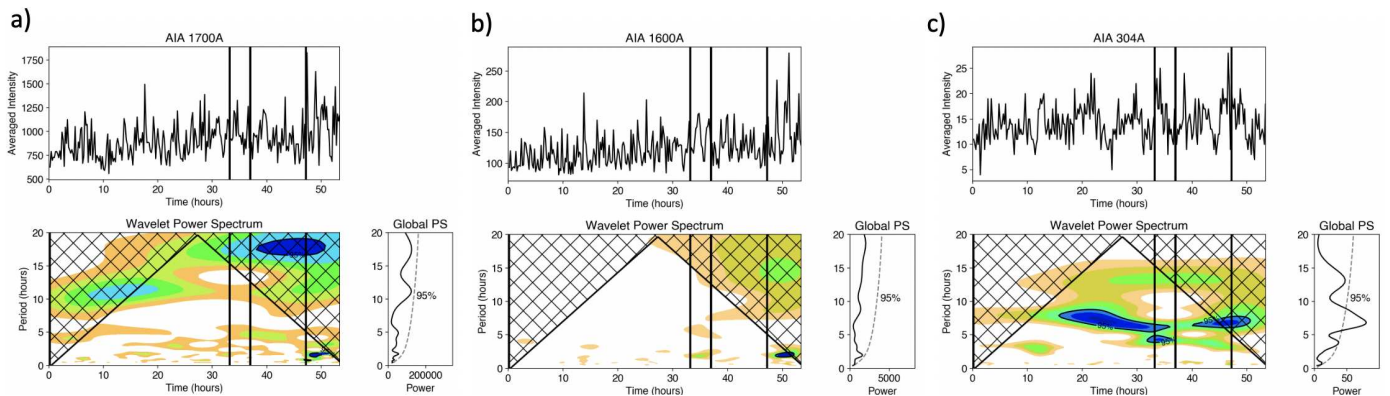 a)
AIA 1700A
Averaged Intensity
1750
1500
1250
1000
750
500
0 10 20 30 40 50
Time (hours)
Wavelet Power Spectrum
Period (hours)
20
15
10
5
0
0 10 20 30 40 50
Time (hours)
Global PS
20
15
10
5
0
95%
0 200000
Power
b)
AIA 1600A
Averaged Intensity
250
200
150
100
0 10 20 30 40 50
Time (hours)
Wavelet Power Spectrum
Period (hours)
20
15
10
5
0
0 10 20 30 40 50
Time (hours)
Global PS
20
15
10
5
0
95%
0 5000
Power
c)
AIA 304A
Averaged Intensity
25
20
15
10
5
0 10 20 30 40 50
Time (hours)
Wavelet Power Spectrum
Period (hours)
20
15
10
5
0
95%
0 10 20 30 40 50
Time (hours)
Global PS
20
15
10
5
0
95%
0 50
Power